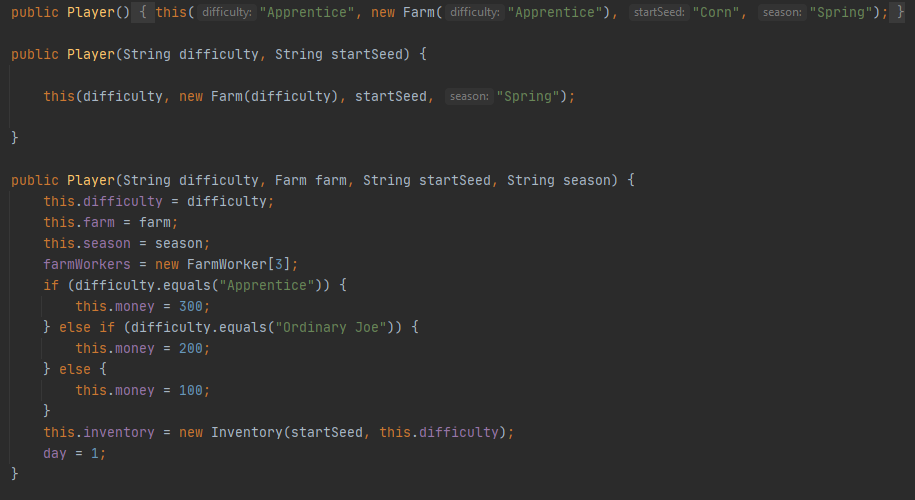 public Player() { this( difficulty: "Apprentice", new Farm( difficulty: "Apprentice"), startSeed: "Corn", season: "Spring"); }
public Player(String difficulty, String startSeed) {
this(difficulty, new Farm(difficulty), startSeed, season: "Spring");
}
public Player(String difficulty, Farm farm, String startSeed, String season) {
this.difficulty = difficulty;
this.farm = farm;
this.season = season;
farmWorkers = new FarmWorker[3];
if (difficulty.equals("Apprentice")) {
this.money = 300;
} else if (difficulty.equals("Ordinary Joe")) {
this.money = 200;
} else {
this.money = 100;
}
this.inventory = new Inventory(startSeed, this.difficulty);
day = 1;
}